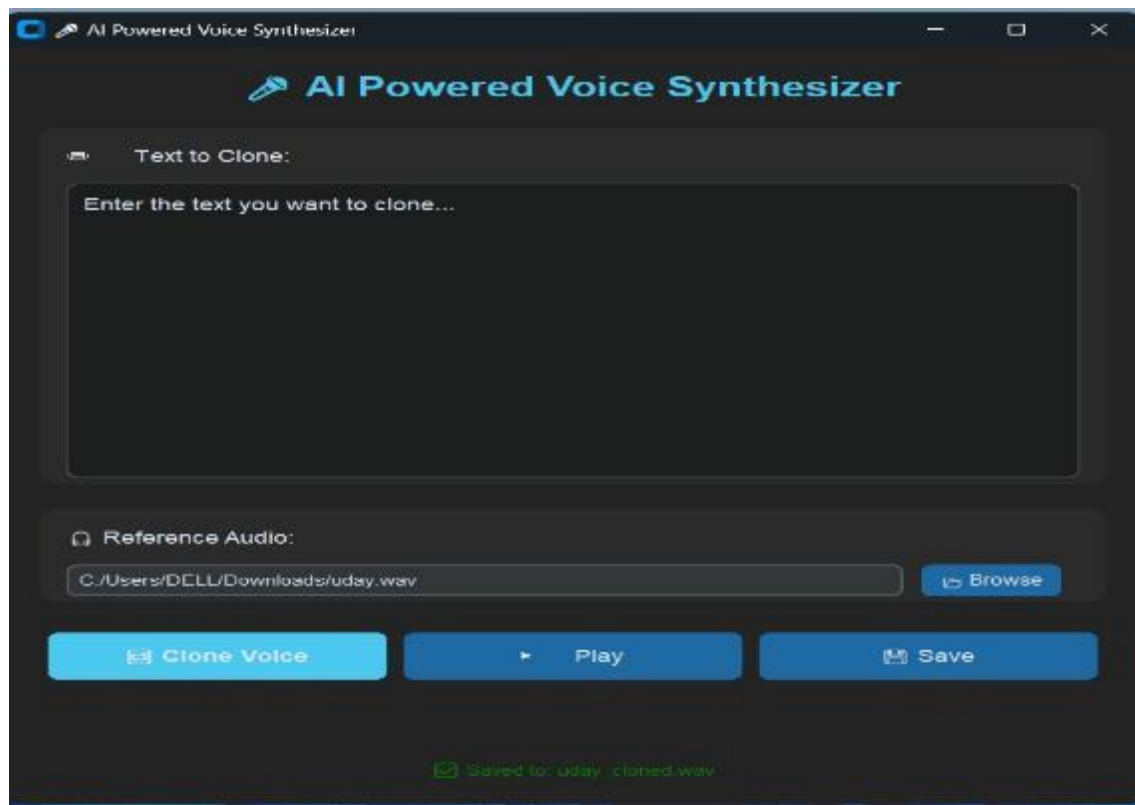 AI Powered Voice Synthesizer
AI Powered Voice Synthesizer
Text to Clone:
Enter the text you want to clone...
Reference Audio:
C:/Users/DELL/Downloads/uday.wav
Browse
Clone Voice
Play
Save
Saved to: uday_cloned.wav